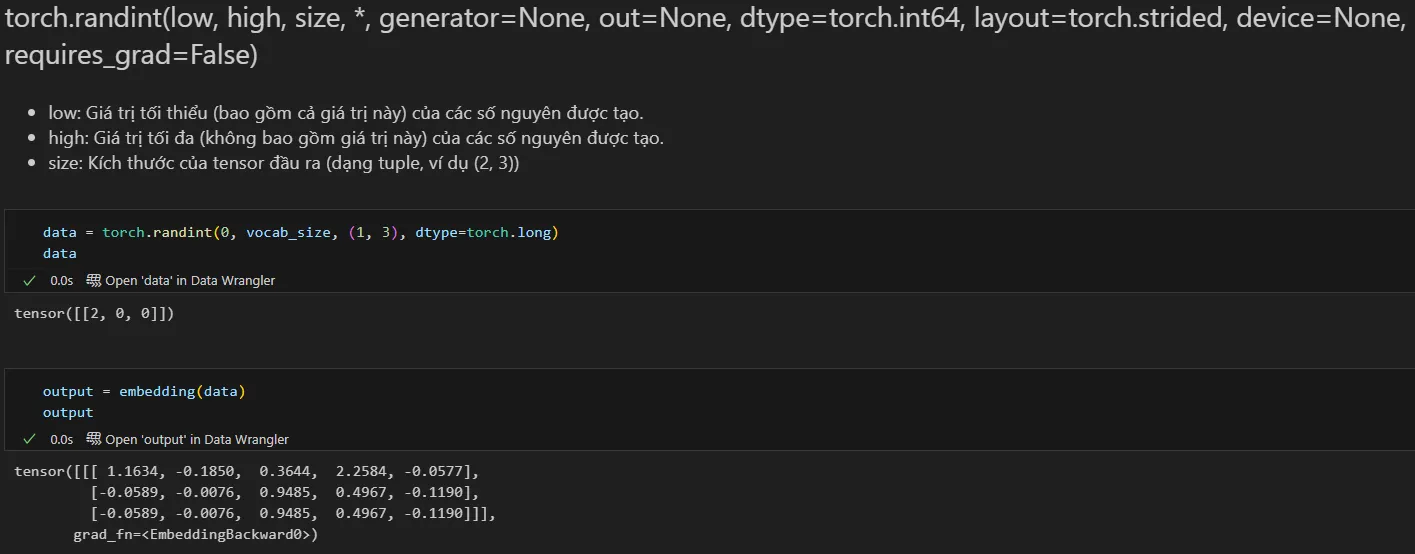 torch.randint(low, high, size, *, generator=None, out=None, dtype=torch.int64, layout=torch.strided, device=None,
requires_grad=False)
• low: Giá trị tối thiểu (bao gồm cả giá trị này) của các số nguyên được tạo.
• high: Giá trị tối đa (không bao gồm giá trị này) của các số nguyên được tạo.
• size: Kích thước của tensor đầu ra (dạng tuple, ví dụ (2, 3))
data = torch.randint(0, vocab_size, (1, 3), dtype=torch.long)
data
✓ 0.0s Open 'data' in Data Wrangler
tensor([[2, 0, 0]])
output = embedding(data)
output
✓ 0.0s Open 'output' in Data Wrangler
tensor([[[ 1.1634, -0.1850,  0.3644,  2.2584, -0.0577],
         [-0.0589, -0.0076,  0.9485,  0.4967, -0.1190],
         [-0.0589, -0.0076,  0.9485,  0.4967, -0.1190]]],
       grad_fn=<EmbeddingBackward0>)